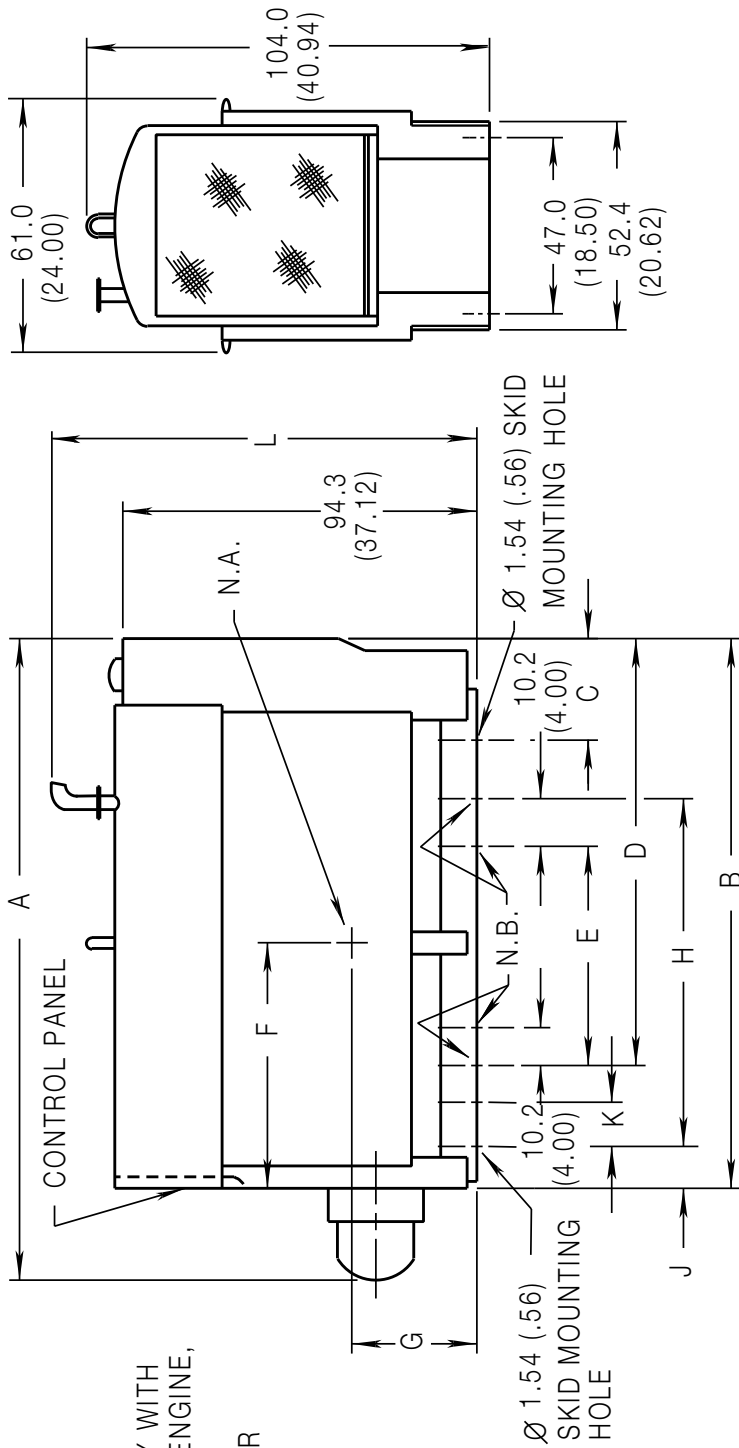 Y WITH
ENGINE,
R
A
CONTROL PANEL
F
G
N.A.
L
94.3
(37.12)
Ø 1.54 (.56) SKID
MOUNTING HOLE
10.2
(4.00)
C
N.B.
D
E
H
B
10.2
(4.00)
K
J
Ø 1.54 (.56)
SKID MOUNTING
HOLE
61.0
(24.00)
104.0
(40.94)
47.0
(18.50)
52.4
(20.62)